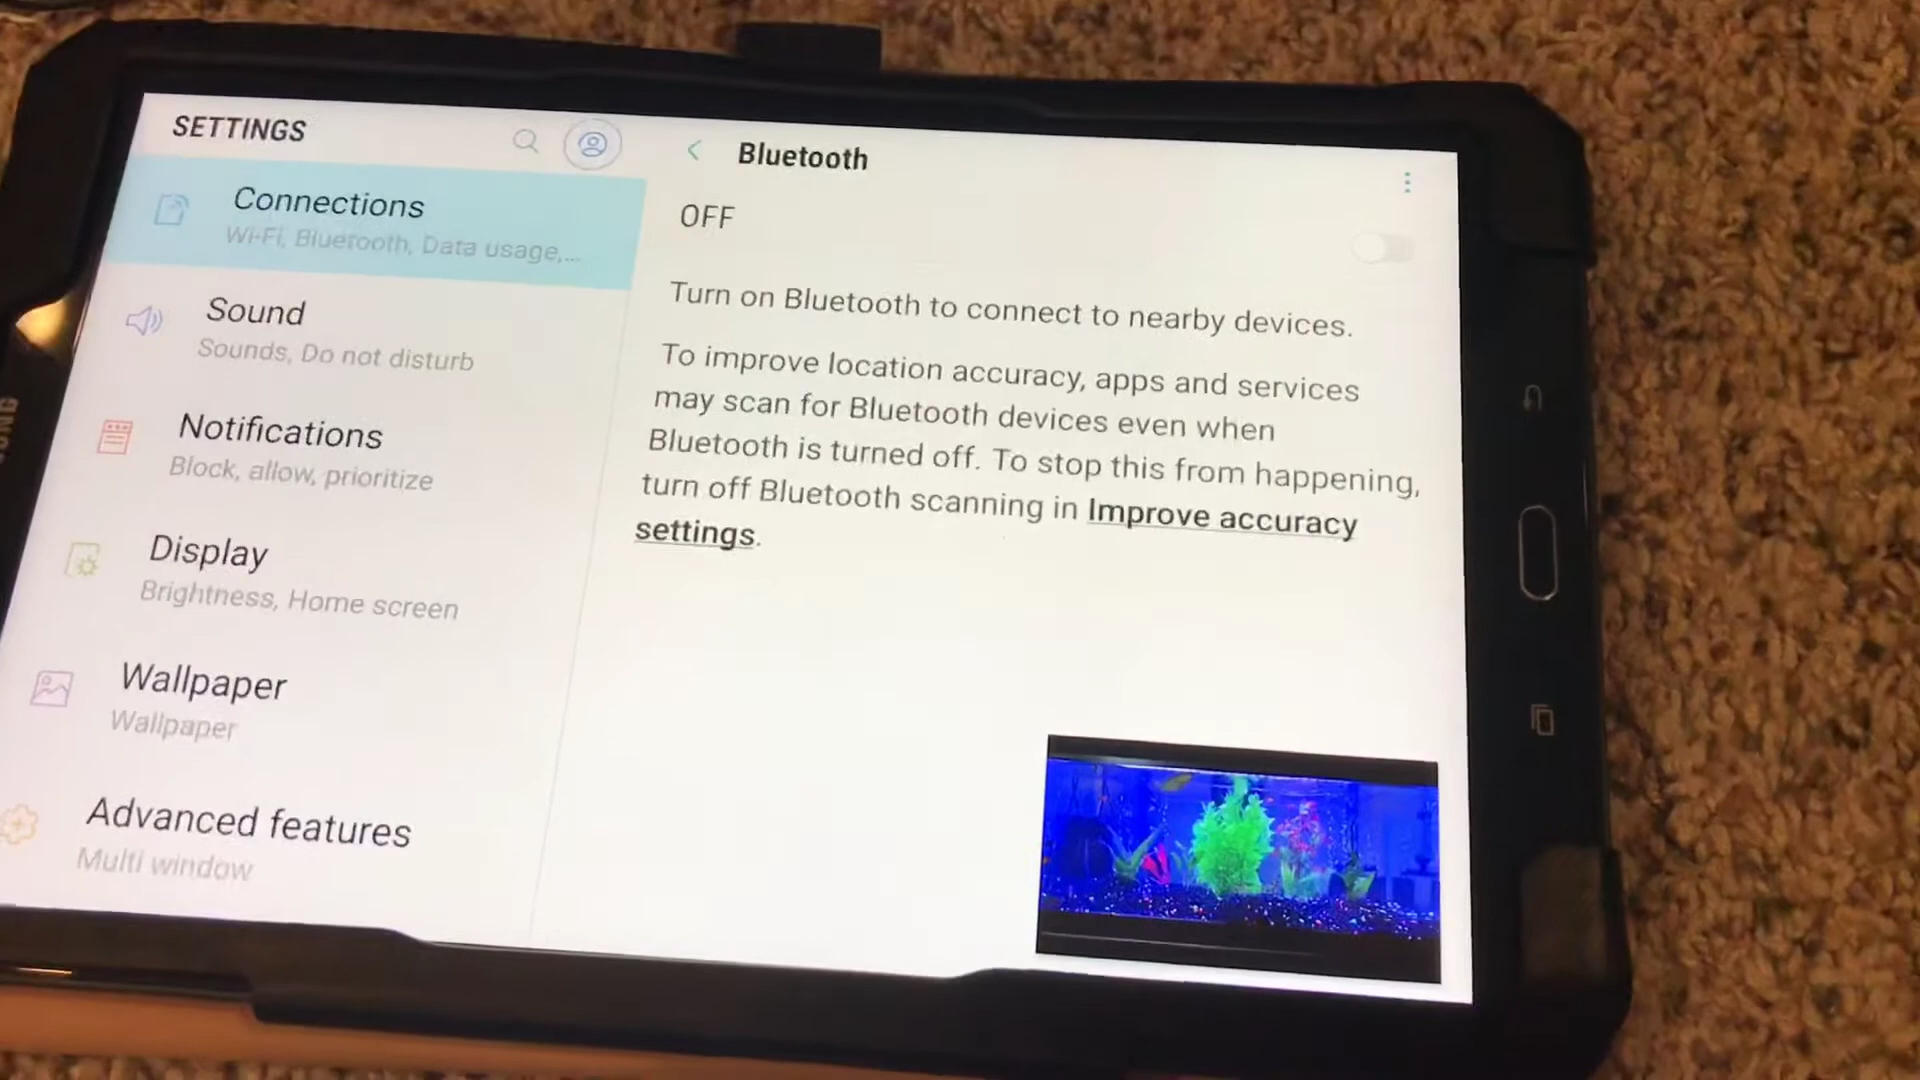 SETTINGS
Connections
Wi-Fi, Bluetooth, Data usage,...
Sound
Sounds, Do not disturb
Notifications
Block, allow, prioritize
Display
Brightness, Home screen
Wallpaper
Wallpaper
Advanced features
Multi window
Bluetooth
OFF
Turn on Bluetooth to connect to nearby devices.
To improve location accuracy, apps and services
may scan for Bluetooth devices even when
Bluetooth is turned off. To stop this from happening,
turn off Bluetooth scanning in Improve accuracy
settings.